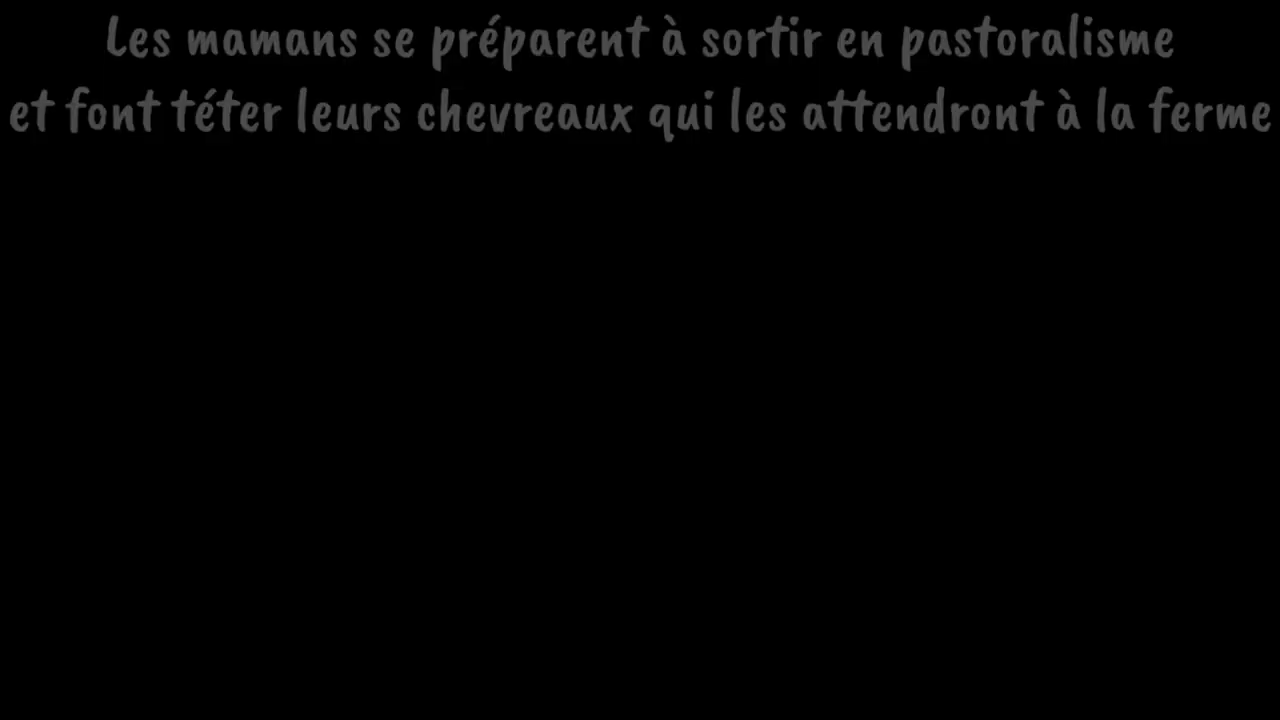 Les mamans se préparent à sortir en pastoralisme
et font téter leurs chevreaux qui les attendront à la ferme